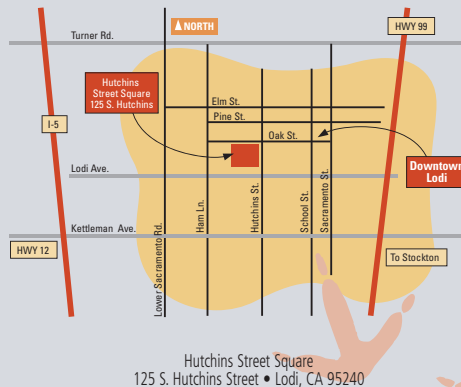 NORTH
HWY 99
Turner Rd.
Hutchins
Street Square
125 S. Hutchins
Elm St.
Pine St.
I-5
Oak St.
Downtown
Lodi
Lodi Ave.
Lower Sacramento Rd.
Ham Ln.
Hutchins St.
School St.
Sacramento St.
Kettleman Ave.
HWY 12
To Stockton
Hutchins Street Square
125 S. Hutchins Street • Lodi, CA 95240